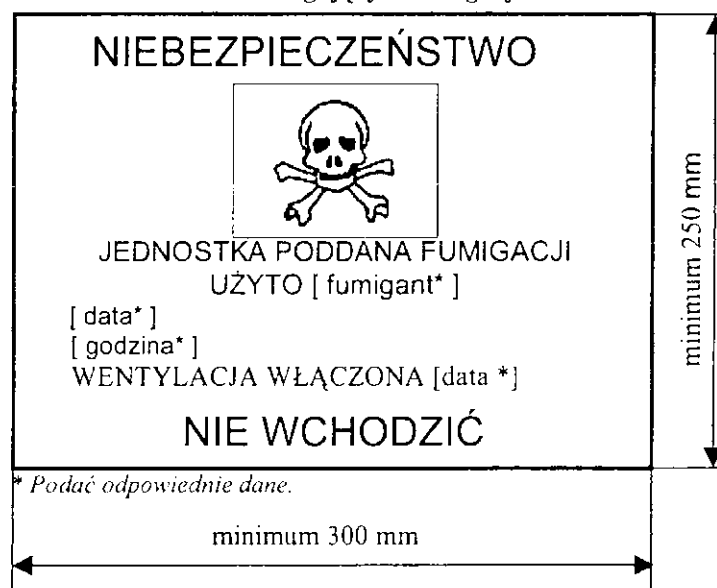 NIEBEZPIECZEŃSTWO
JEDNOSTKA PODDANA FUMIGACJI
UŻYTO [ fumigant* ]
[ data* ]
[ godzina* ]
WENTYLACJA WŁĄCZONA [data *]
NIE WCHODZIĆ
* Podać odpowiednie dane.
minimum 300 mm
minimum 250 mm